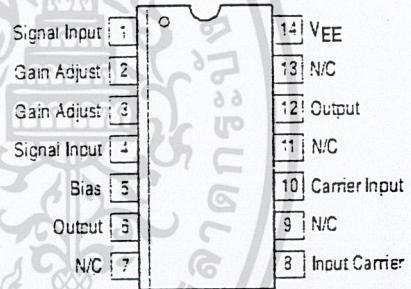 Signal Input 1
Gain Adjust 2
Gain Adjust 3
Signal Input 4
Bias 5
Output 6
N/C 7
14 VEE
13 N/C
12 Output
11 N/C
10 Carrier Input
9 N/C
8 Input Carrier